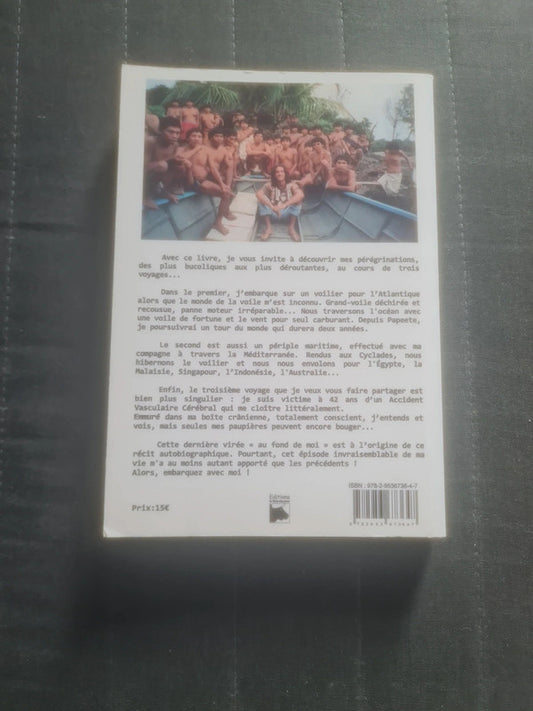 Avec ce livre, je vous invite à découvrir mes pérégrinations,
des plus bucoliques aux plus déroutantes, au cours de trois
voyages...
Dans le premier, j'embarque sur un voilier pour l'Atlantique
alors que le monde de la voile m'est inconnu. Grand-voile déchirée et
recousue, panne moteur irréparable... Nous traversons l'océan avec
une voile de fortune et le vent pour seul carburant. Depuis Papeete,
je poursuivrai un tour du monde qui durera deux années.
Le second est aussi un périple maritime, effectué avec ma
compagne à travers la Méditerranée. Rendus aux Cyclades, nous
hibernons le voilier et nous nous envolons pour l'Égypte, la
Malaisie, Singapour, l'Indonésie, l'Australie...
Enfin, le troisième voyage que je veux vous faire partager est
bien plus singulier : je suis victime à 42 ans d'un Accident
Vasculaire Cérébral qui me cloître littéralement.
Emmuré dans ma boîte crânienne, totalement conscient, j'entends et
vois, mais seules mes paupières peuvent encore bouger...
Cette dernière virée « au fond de moi » est à l'origine de ce
récit autobiographique. Pourtant, cet épisode invraisemblable de ma
vie m'a au moins autant apporté que les précédents !
Alors, embarquez avec moi !
ISBN : 978-2-9536736-4-7
Editions
Prix:15€